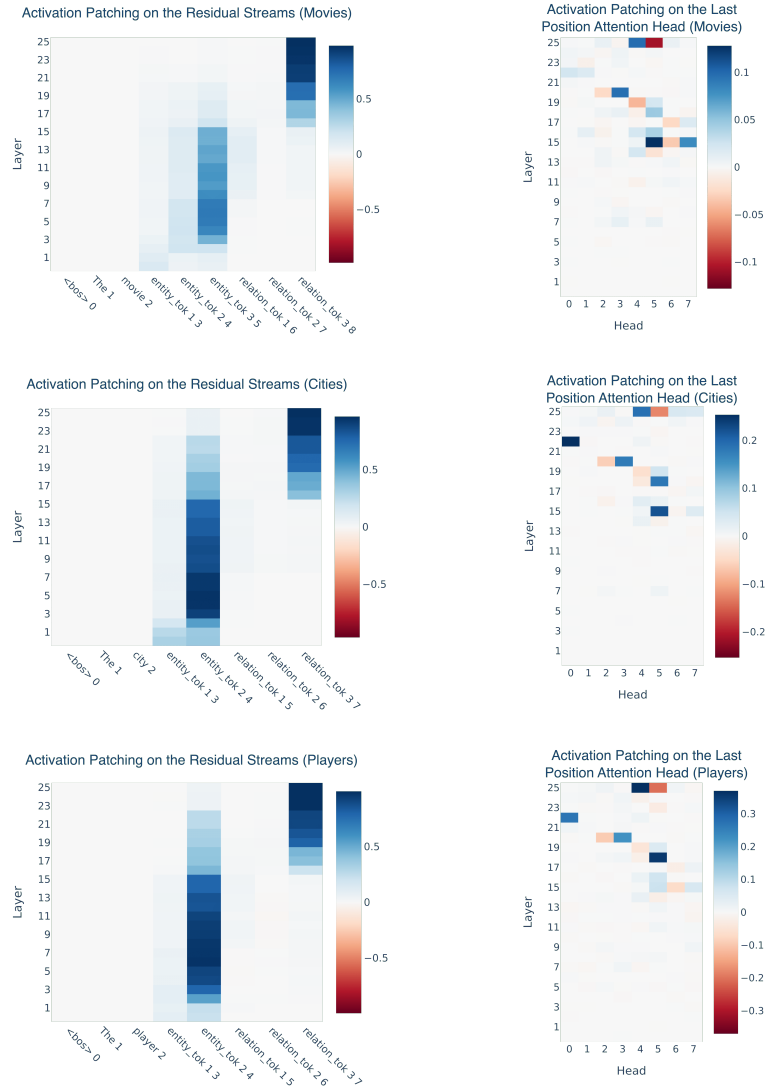 Activation Patching on the Residual Streams (Movies)
25
23
21
19
17
15
13
11
9
7
5
3
1
Layer
<bos> 0
The 1
movie 2
entity_tok 1 3
entity_tok 2 4
entity_tok 3 5
relation_tok 1 6
relation_tok 2 7
relation_tok 3 8
0.5
0
−0.5
Activation Patching on the Last
Position Attention Head (Movies)
25
23
21
19
17
15
13
11
9
7
5
3
1
Layer
0 1 2 3 4 5 6 7
Head
0.1
0.05
0
−0.05
−0.1
Activation Patching on the Residual Streams (Cities)
25
23
21
19
17
15
13
11
9
7
5
3
1
Layer
<bos> 0
The 1
city 2
entity_tok 1 3
entity_tok 2 4
relation_tok 1 5
relation_tok 2 6
relation_tok 3 7
0.5
0
−0.5
Activation Patching on the Last
Position Attention Head (Cities)
25
23
21
19
17
15
13
11
9
7
5
3
1
Layer
0 1 2 3 4 5 6 7
Head
0.2
0.1
0
−0.1
−0.2
Activation Patching on the Residual Streams (Players)
25
23
21
19
17
15
13
11
9
7
5
3
1
Layer
<bos> 0
The 1
player 2
entity_tok 1 3
entity_tok 2 4
relation_tok 1 5
relation_tok 2 6
relation_tok 3 7
0.5
0
−0.5
Activation Patching on the Last
Position Attention Head (Players)
25
23
21
19
17
15
13
11
9
7
5
3
1
Layer
0 1 2 3 4 5 6 7
Head
0.3
0.2
0.1
0
−0.1
−0.2
−0.3